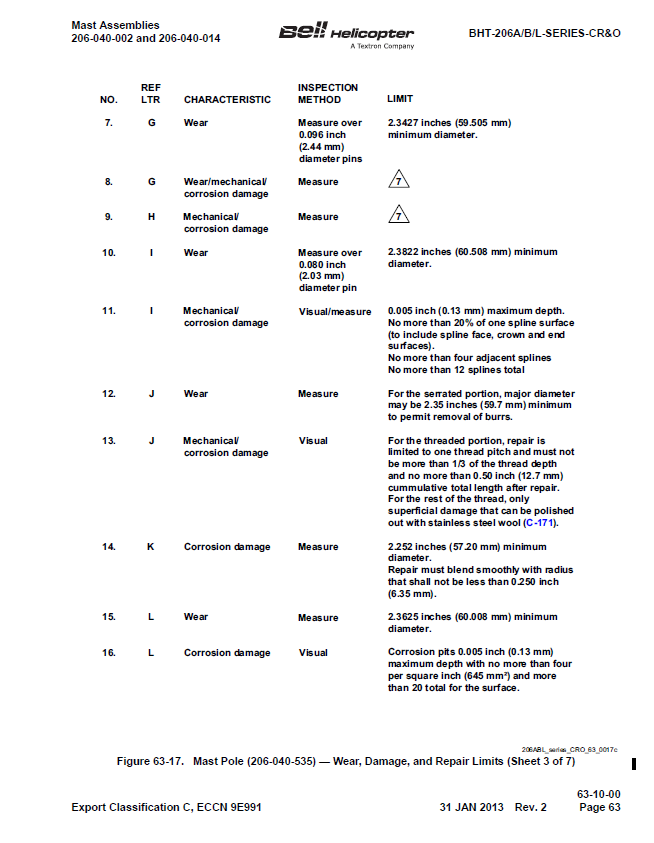 Mast Assemblies
206-040-002 and 206-040-014
Bell Helicopter
A Textron Company
BHT-206A/B/L-SERIES-CR&O
NO. REF LTR CHARACTERISTIC INSPECTION METHOD LIMIT
7. G Wear Measure over 2.3427 inches (59.505 mm)
0.096 inch minimum diameter.
(2.44 mm)
diameter pins
8. G Wear/mechanical/ Measure 7
corrosion damage
9. H Mechanical/ Measure 7
corrosion damage
10. I Wear Measure over 2.3822 inches (60.508 mm) minimum
0.080 inch diameter.
(2.03 mm)
diameter pin
11. I Mechanical/ Visual/measure 0.005 inch (0.13 mm) maximum depth.
corrosion damage No more than 20% of one spline surface
(to include spline face, crown and end
surfaces).
No more than four adjacent splines
No more than 12 splines total
12. J Wear Measure For the serrated portion, major diameter
may be 2.35 inches (59.7 mm) minimum
to permit removal of burrs.
13. J Mechanical/ Visual For the threaded portion, repair is
corrosion damage limited to one thread pitch and must not
be more than 1/3 of the thread depth
and no more than 0.50 inch (12.7 mm)
cummulative total length after repair.
For the rest of the thread, only
superficial damage that can be polished
out with stainless steel wool (C-171).
14. K Corrosion damage Measure 2.252 inches (57.20 mm) minimum
diameter.
Repair must blend smoothly with radius
that shall not be less than 0.250 inch
(6.35 mm).
15. L Wear Measure 2.3625 inches (60.008 mm) minimum
diameter.
16. L Corrosion damage Visual Corrosion pits 0.005 inch (0.13 mm)
maximum depth with no more than four
per square inch (645 mm²) and more
than 20 total for the surface.
206ABL_series_CRO_63_0017c
Figure 63-17. Mast Pole (206-040-535) — Wear, Damage, and Repair Limits (Sheet 3 of 7)
63-10-00
Export Classification C, ECCN 9E991 31 JAN 2013 Rev. 2 Page 63